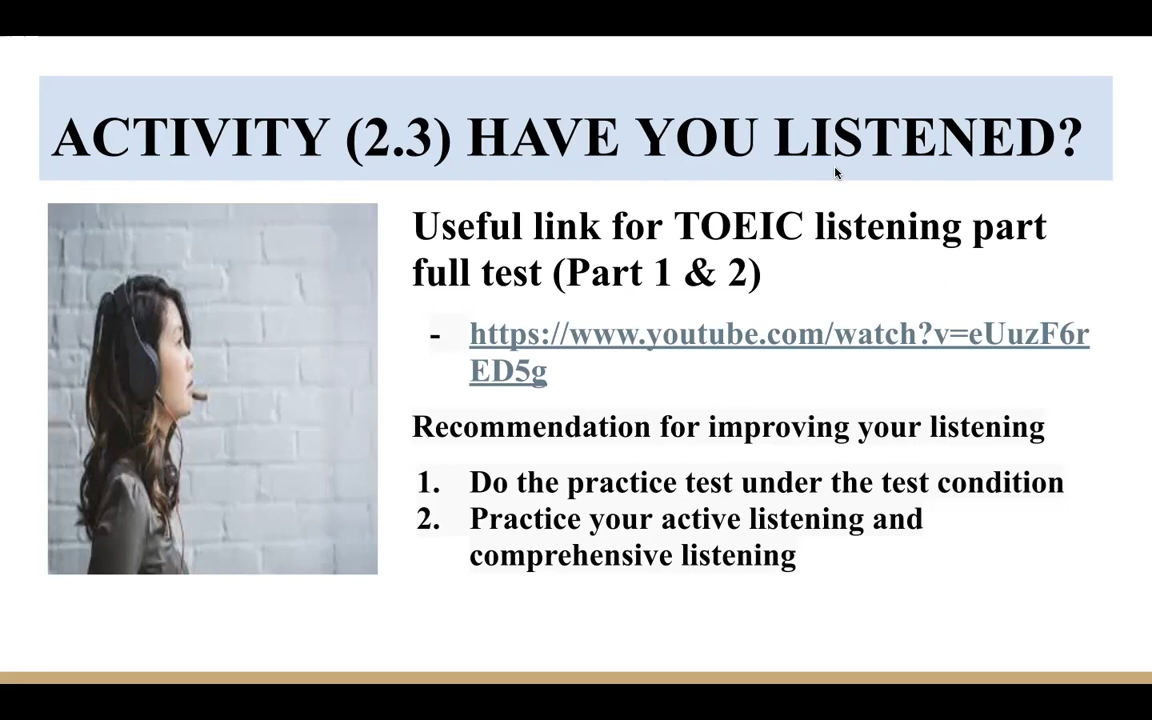 ACTIVITY (2.3) HAVE YOU LISTENED?
Useful link for TOEIC listening part
full test (Part 1 & 2)
- https://www.youtube.com/watch?v=eUuzF6r
ED5g
Recommendation for improving your listening
1. Do the practice test under the test condition
2. Practice your active listening and
comprehensive listening